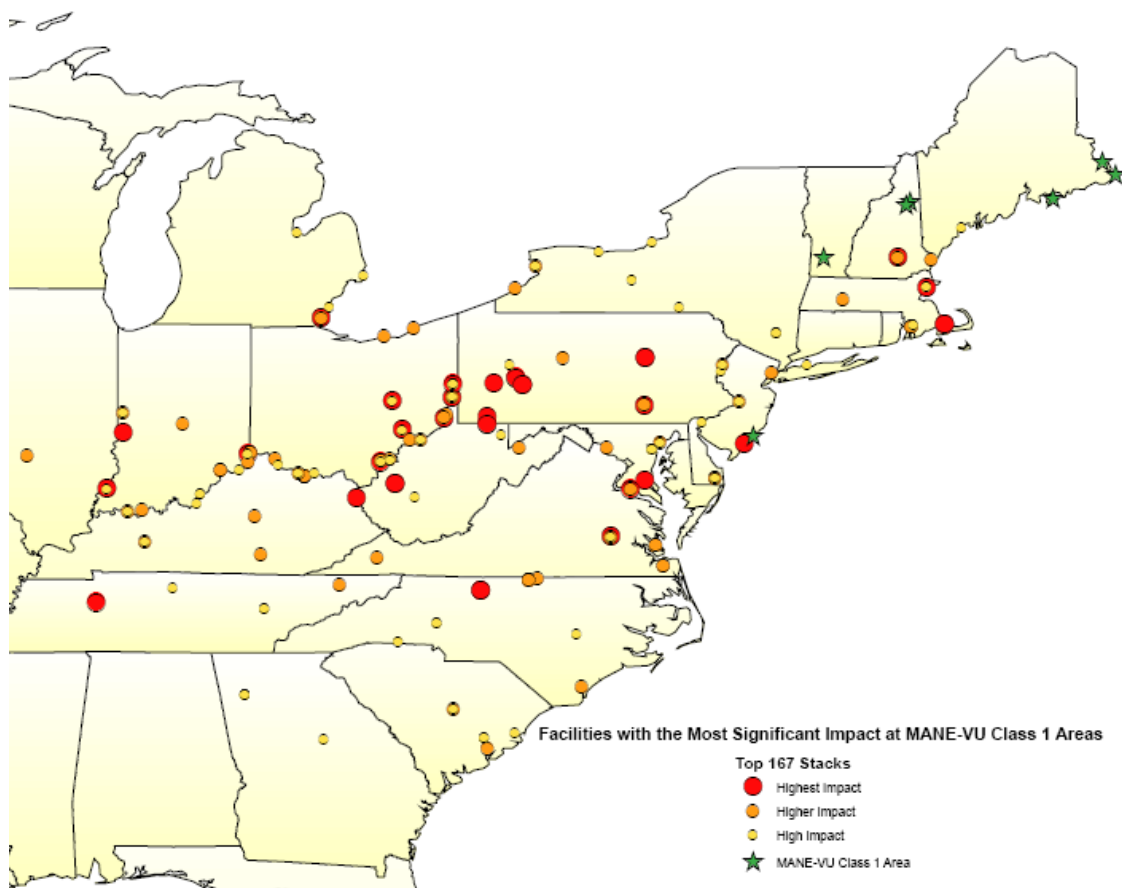 Facilities with the Most Significant Impact at MANE-VU Class 1 Areas
Top 167 Stacks
Highest Impact
Higher Impact
High Impact
MANE-VU Class 1 Area